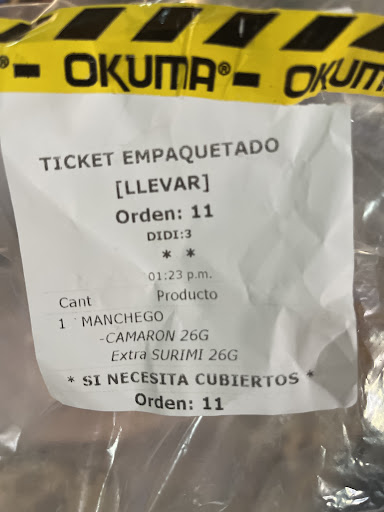 - OKUMA® - OKUM
TICKET EMPAQUETADO
[LLEVAR]
Orden: 11
DIDI:3
* *
01:23 p.m.
Cant Producto
1 MANCHEGO
-CAMARON 26G
Extra SURIMI 26G
* SI NECESITA CUBIERTOS *
Orden: 11